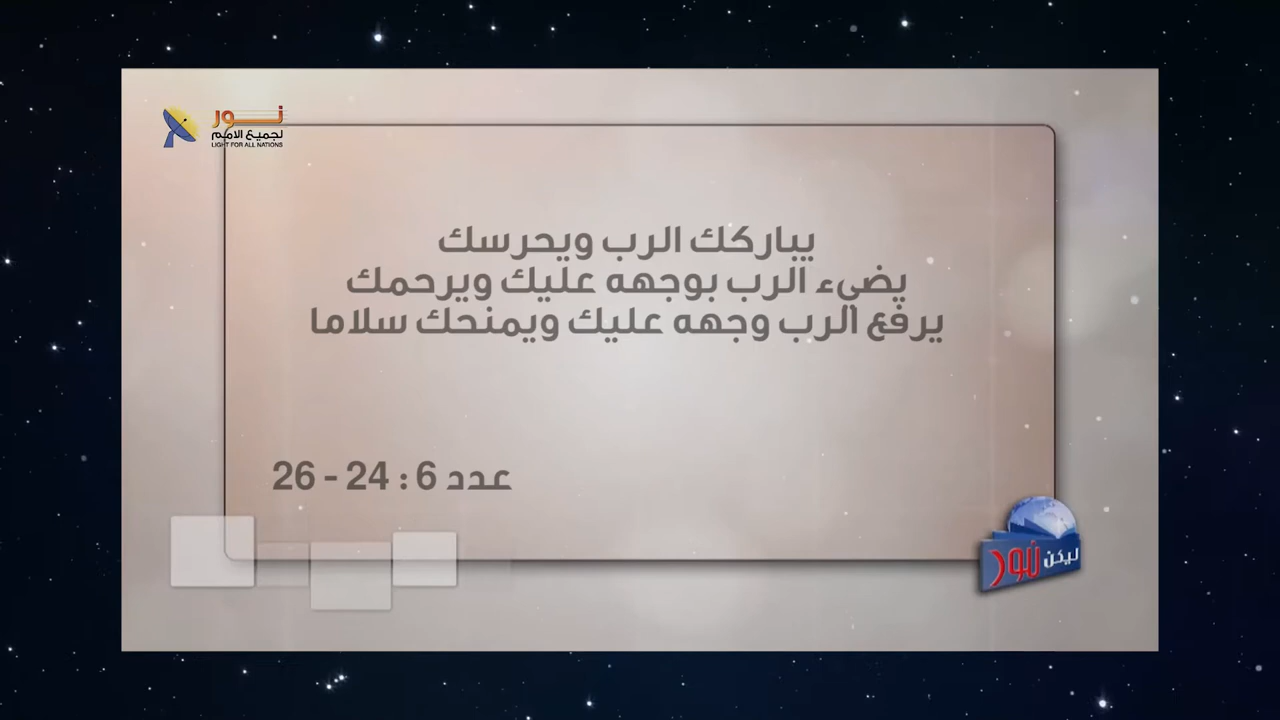 نور
لجميع الامم
LIGHT FOR ALL NATIONS
يباركك الرب ويحرسك
يضيء الرب بوجهه عليك ويرحمك
يرفع الرب وجهه عليك ويمنحك سلاما
عدد 6 : 24 - 26
ليكن نور